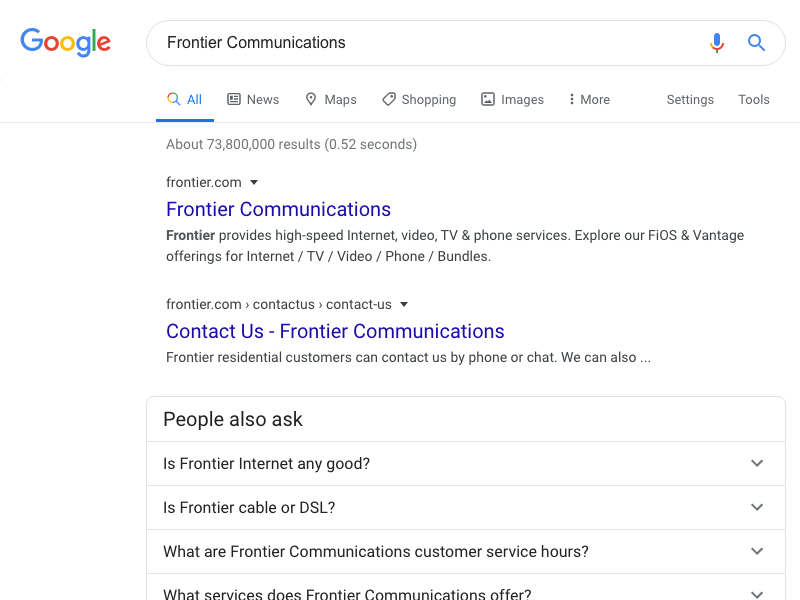 Google
Frontier Communications
All News Maps Shopping Images More Settings Tools
About 73,800,000 results (0.52 seconds)
frontier.com
Frontier Communications
Frontier provides high-speed Internet, video, TV & phone services. Explore our FiOS & Vantage
offerings for Internet / TV / Video / Phone / Bundles.
frontier.com › contactus › contact-us
Contact Us - Frontier Communications
Frontier residential customers can contact us by phone or chat. We can also ...
People also ask
Is Frontier Internet any good?
Is Frontier cable or DSL?
What are Frontier Communications customer service hours?
What services does Frontier Communications offer?